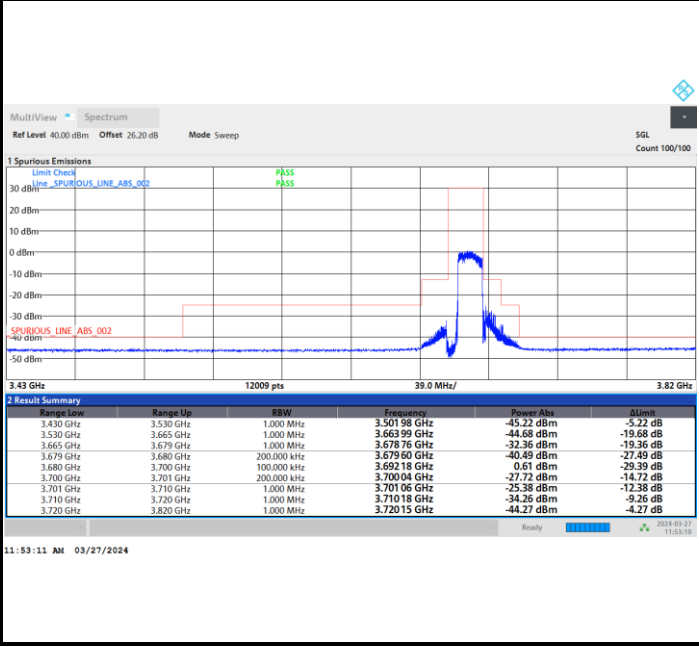 MultiView Spectrum
Ref Level 40.00 dBm Offset 26.20 dB Mode Sweep SGL
Count 100/100
1 Spurious Emissions
Limit Check PASS
Line _SPURIOUS_LINE_ABS_002 PASS
30 dBm
20 dBm
10 dBm
0 dBm
-10 dBm
-20 dBm
-30 dBm
_SPURIOUS_LINE_ABS_002
-40 dBm
-50 dBm
3.43 GHz 12009 pts 39.0 MHz/ 3.82 GHz
2 Result Summary
Range Low Range Up RBW Frequency Power Abs ΔLimit
3.430 GHz 3.530 GHz 1.000 MHz 3.501 98 GHz -45.22 dBm -5.22 dB
3.530 GHz 3.665 GHz 1.000 MHz 3.663 99 GHz -44.68 dBm -19.68 dB
3.665 GHz 3.679 GHz 1.000 MHz 3.678 76 GHz -32.36 dBm -19.36 dB
3.679 GHz 3.680 GHz 200.000 kHz 3.679 60 GHz -40.49 dBm -27.49 dB
3.680 GHz 3.700 GHz 100.000 kHz 3.692 18 GHz 0.61 dBm -29.39 dB
3.700 GHz 3.701 GHz 200.000 kHz 3.700 04 GHz -27.72 dBm -14.72 dB
3.701 GHz 3.710 GHz 1.000 MHz 3.701 06 GHz -25.38 dBm -12.38 dB
3.710 GHz 3.720 GHz 1.000 MHz 3.710 18 GHz -34.26 dBm -9.26 dB
3.720 GHz 3.820 GHz 1.000 MHz 3.720 15 GHz -44.27 dBm -4.27 dB
Ready 2024-03-27
11:53:10
11:53:11 AM 03/27/2024